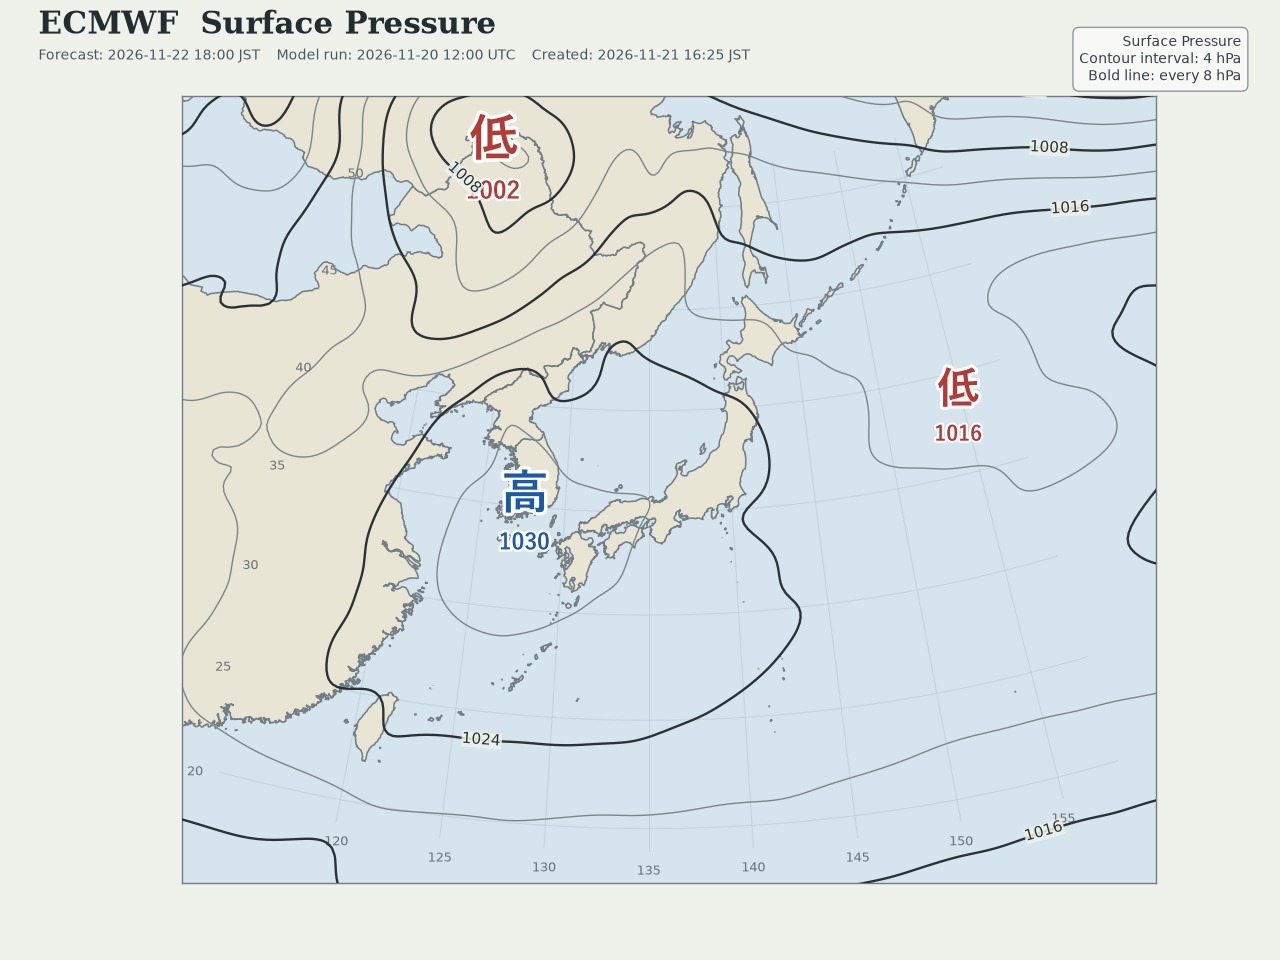 ECMWF  Surface Pressure
Forecast: 2026-11-22 18:00 JST    Model run: 2026-11-20 12:00 UTC    Created: 2026-11-21 16:25 JST
Surface Pressure
Contour interval: 4 hPa
Bold line: every 8 hPa
低
1002
1008
1008
50
1016
45
40
低
1016
35
高
1030
30
25
1024
20
1016
155
120
125
130
135
140
145
150